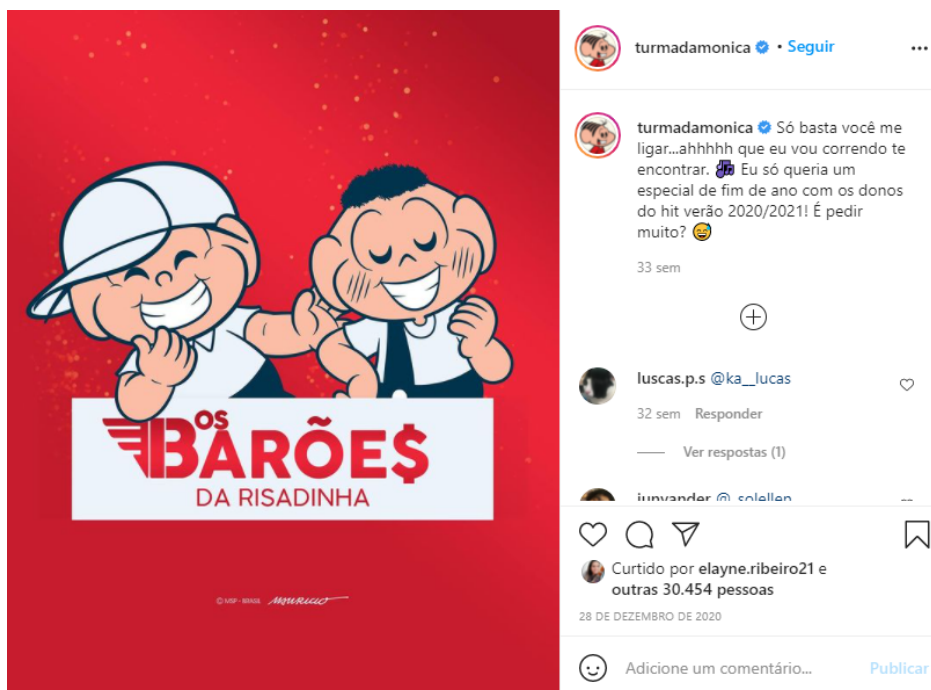 OS
BARÕE$
DA RISADINHA
© MSP - BRASIL MAURICIO
turmadamonica • Seguir
turmadamonica Só basta você me
ligar...ahhhhh que eu vou correndo te
encontrar. Eu só queria um
especial de fim de ano com os donos
do hit verão 2020/2021! É pedir
muito?
33 sem
luscas.p.s @ka__lucas
32 sem Responder
Ver respostas (1)
Curtido por elayne.ribeiro21 e
outras 30.454 pessoas
28 DE DEZEMBRO DE 2020
Adicione um comentário... Publicar